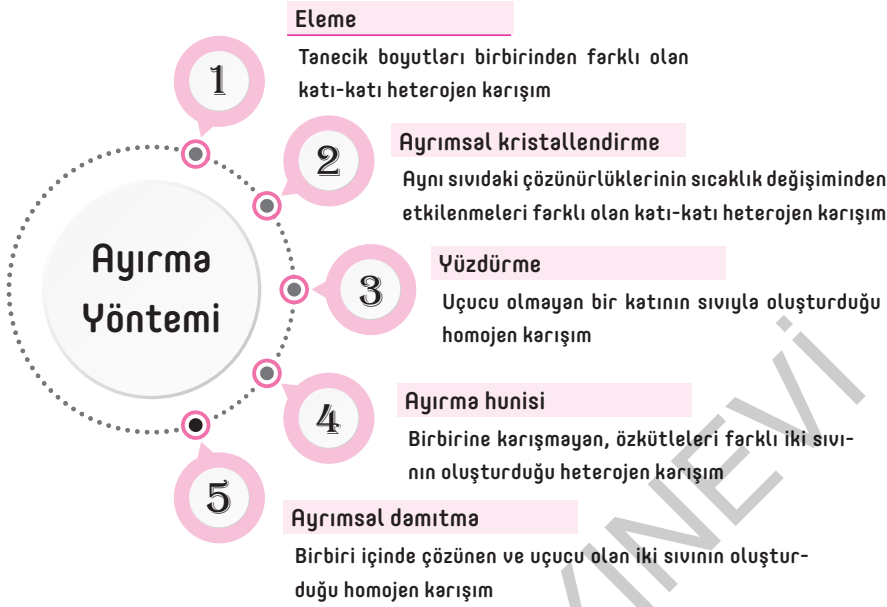 Eleme
Tanecik boyutları birbirinden farklı olan
katı-katı heterojen karışım
1
2
Ayrımsal kristallendirme
Aynı sıvıdaki çözünürlüklerinin sıcaklık değişiminden
etkilenmeleri farklı olan katı-katı heterojen karışım
Ayırma
Yöntemi
3
Yüzdürme
Uçucu olmayan bir katının sıvıyla oluşturduğu
homojen karışım
4
Ayırma hunisi
Birbirine karışmayan, özkütleleri farklı iki sıvı-
nın oluşturduğu heterojen karışım
5
Ayrımsal damıtma
Birbiri içinde çözünen ve uçucu olan iki sıvının oluştur-
duğu homojen karışım
YINEVİ